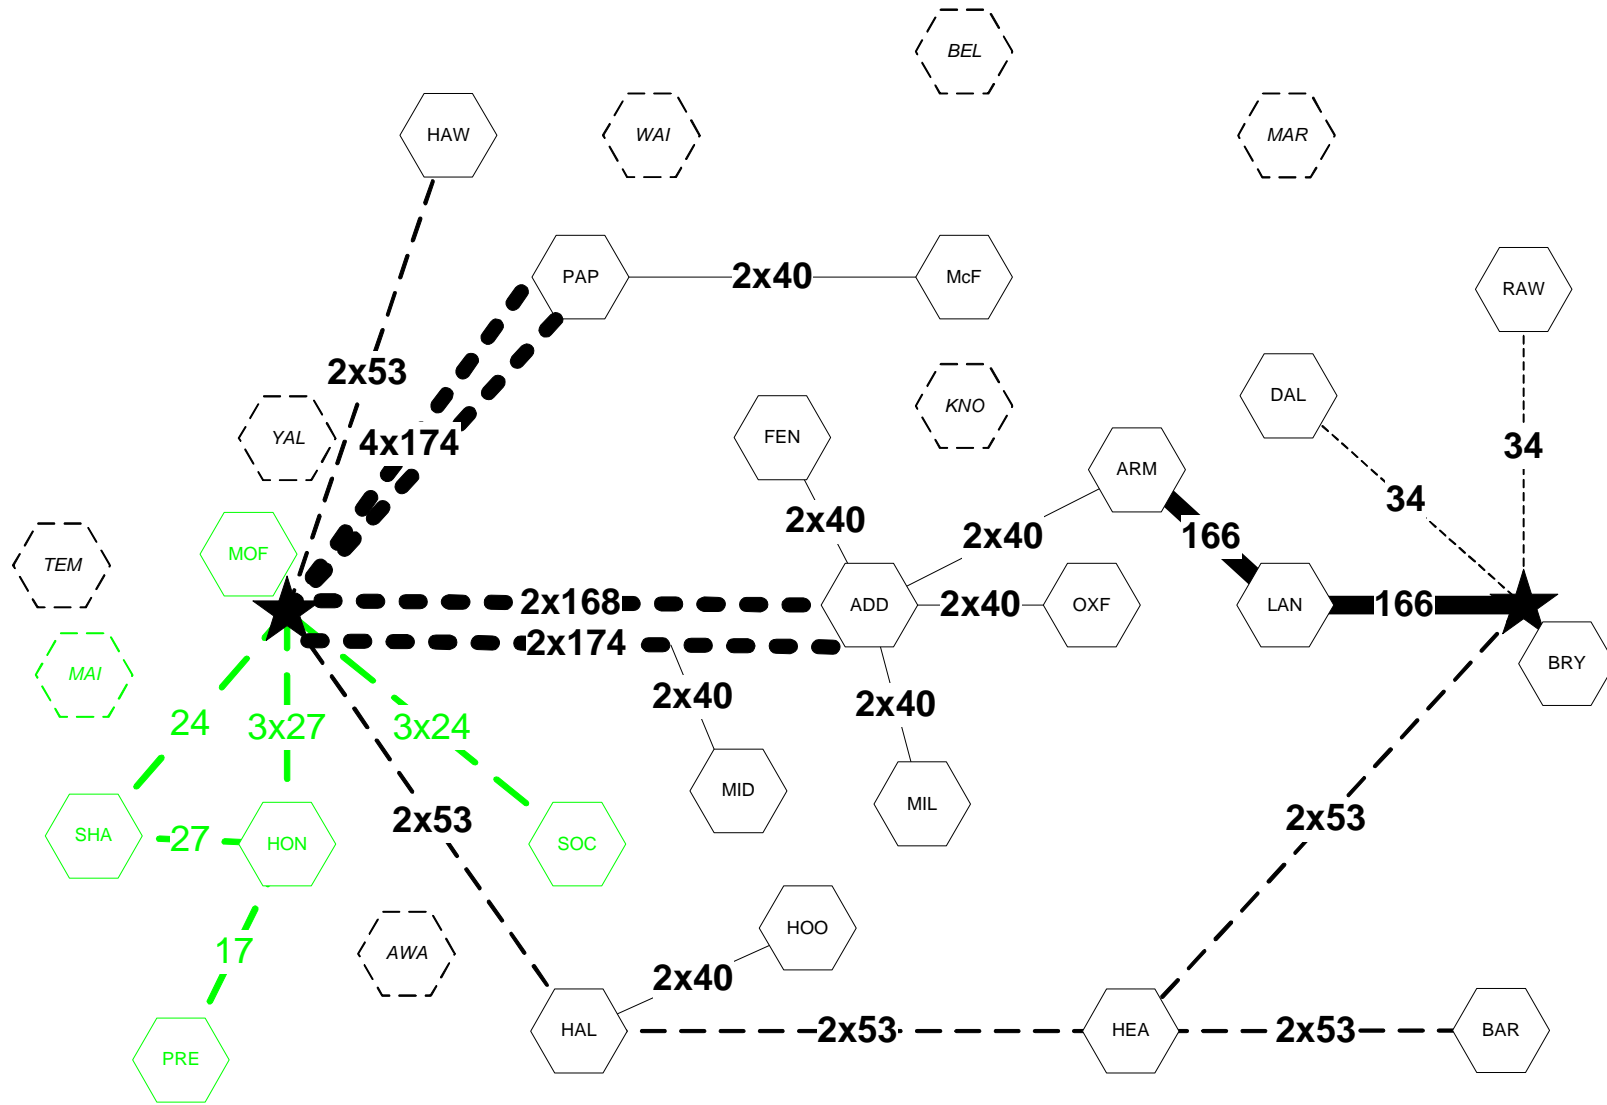 BEL
HAW
WAI
MAR
PAP
2x40
McF
RAW
2x53
DAL
YAL
4x174
FEN
KNO
ARM
34
34
2x40
2x40
166
MOF
TEM
2x168
ADD
2x40
OXF
LAN
166
2x174
MAI
2x40
2x40
BRY
24
3x27
3x24
MID
MIL
2x53
2x53
SHA
27
HON
SOC
17
AWA
HOO
2x40
PRE
HAL
2x53
HEA
2x53
BAR